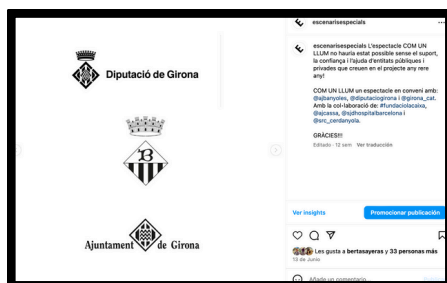 Diputació de Girona
B
Ajuntament de Girona
escenarisespecials
escenarisespecials L'espectacle COM UN
LLUM no hauria estat possible sense el suport,
la confiança i l'ajuda d'entitats públiques i
privades que creuen en el projecte any rere
any!
COM UN LLUM un espectacle en conveni amb:
@ajbanyoles, @diputaciogirona i @girona_cat.
Amb la col·laboració de: #fundaciolacaixa,
@ajcassa, @sjdhospitalbarcelona i
@src_cerdanyola.
GRÀCIES!!!
Editado · 12 sem Ver traducción
Ver insights
Promocionar publicación
Les gusta a bertasayeras y 33 personas más
13 de Junio
Añade un comentario...